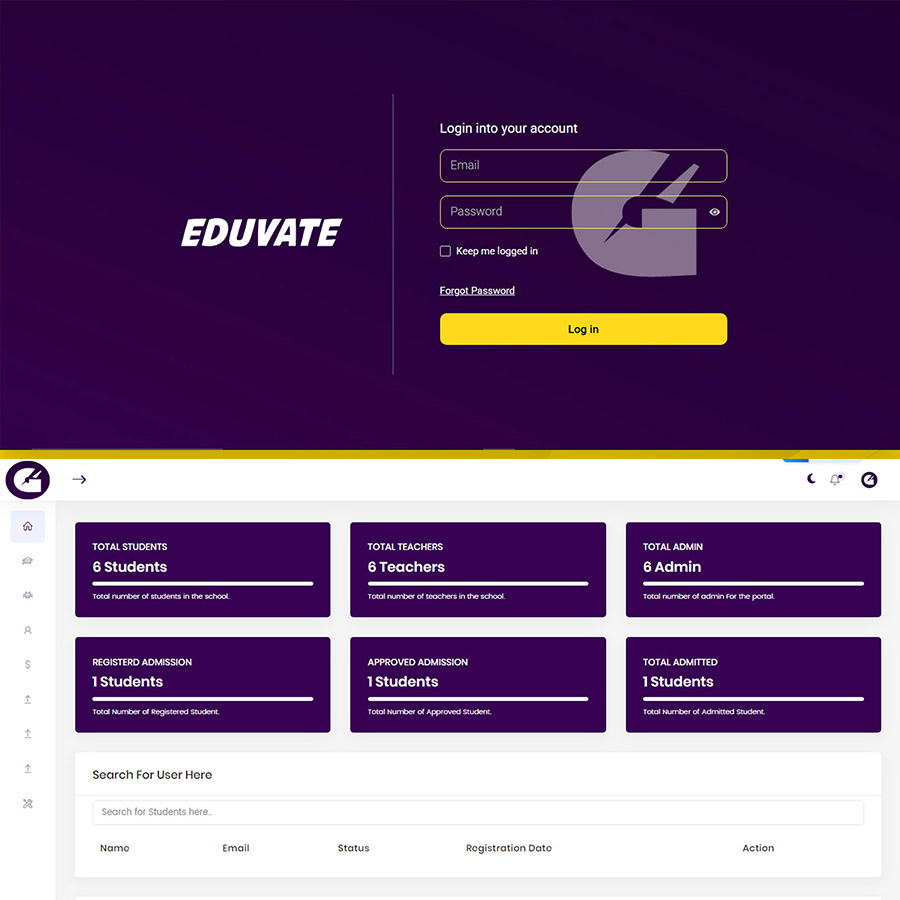 Login into your account
Email
Password
EDUVATE
Keep me logged in
Forgot Password
Log in
TOTAL STUDENTS
6 Students
Total number of students in the school.
TOTAL TEACHERS
6 Teachers
Total number of teachers in the school.
TOTAL ADMIN
6 Admin
Total number of admin For the portal.
REGISTERD ADMISSION
1 Students
Total Number of Registered Student.
APPROVED ADMISSION
1 Students
Total Number of Approved Student.
TOTAL ADMITTED
1 Students
Total Number of Admitted Student.
Search For User Here
Search for Students here..
Name Email Status Registration Date Action